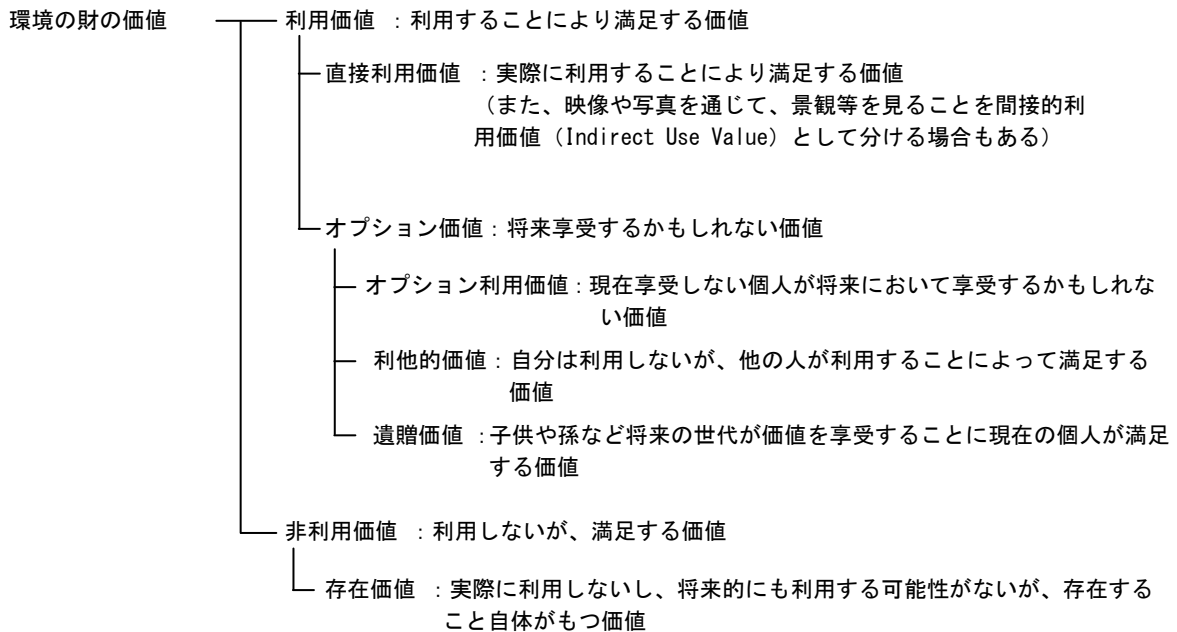 環境の財の価値 利用価値 ：利用することにより満足する価値
直接利用価値 ：実際に利用することにより満足する価値
（また、映像や写真を通じて、景観等を見ることを間接的利
用価値（Indirect Use Value）として分ける場合もある）
オプション価値：将来享受するかもしれない価値
オプション利用価値：現在享受しない個人が将来において享受するかもしれな
い価値
利他的価値：自分は利用しないが、他の人が利用することによって満足する
価値
遺贈価値 ：子供や孫など将来の世代が価値を享受することに現在の個人が満足
する価値
非利用価値 ：利用しないが、満足する価値
存在価値 ：実際に利用しないし、将来的にも利用する可能性がないが、存在する
こと自体がもつ価値